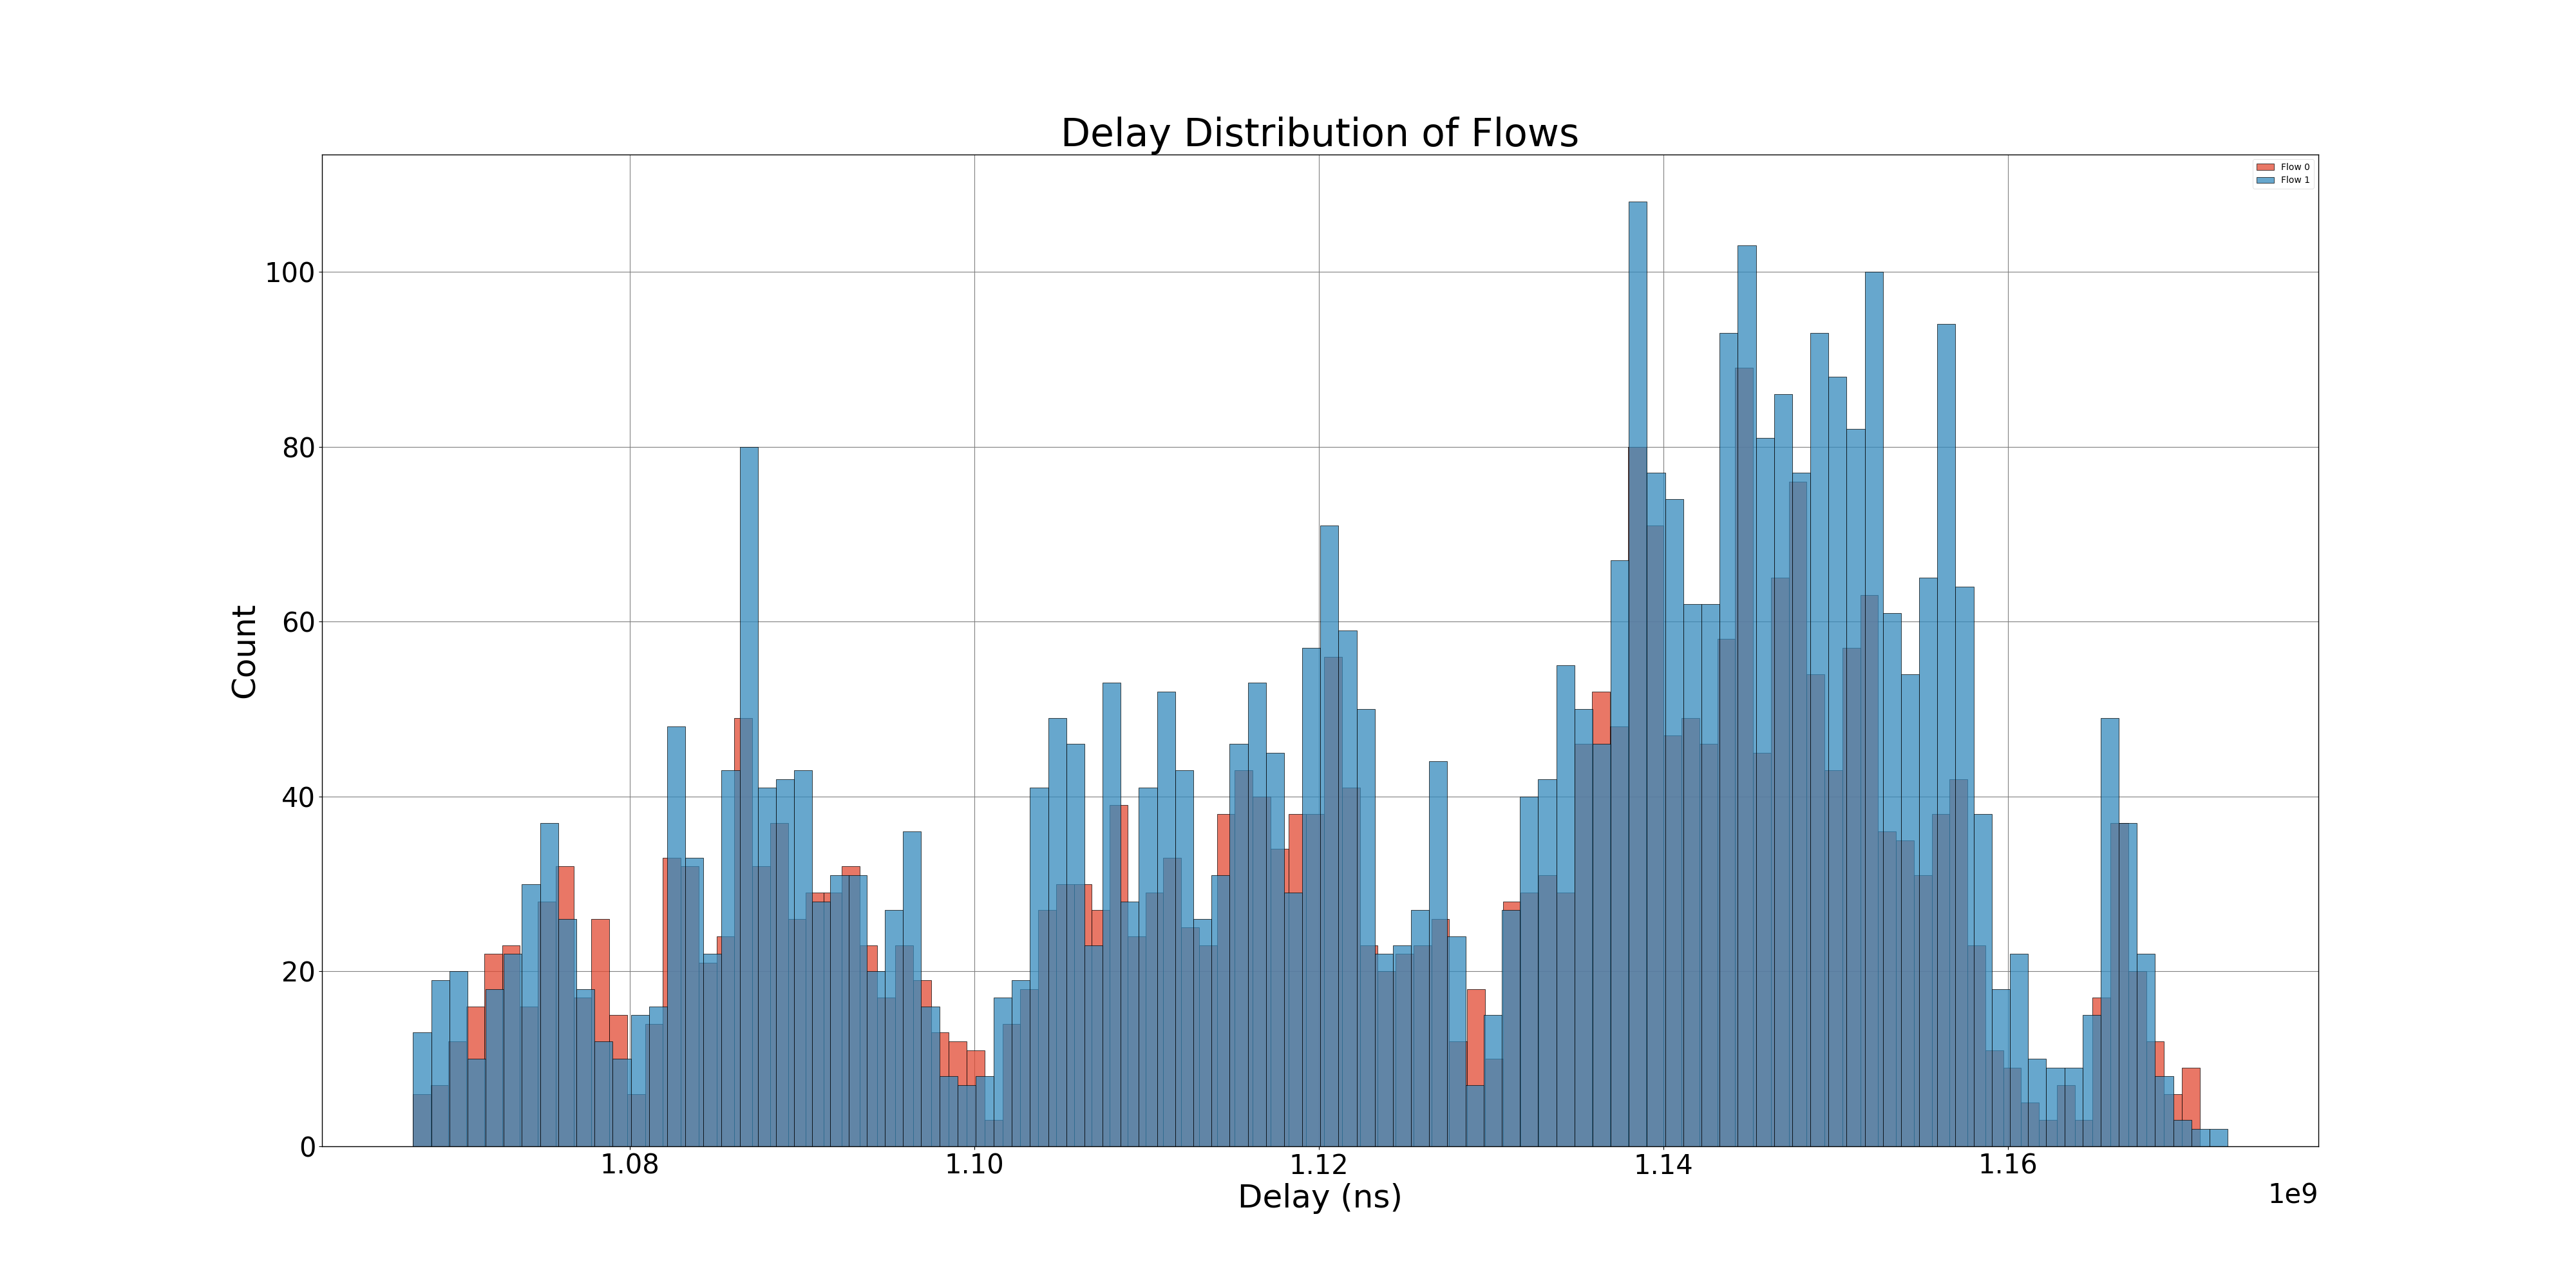 Delay Distribution of Flows
Flow 0
Flow 1
Count
100
80
60
40
20
0
1.08 1.10 1.12 1.14 1.16
Delay (ns)
1e9